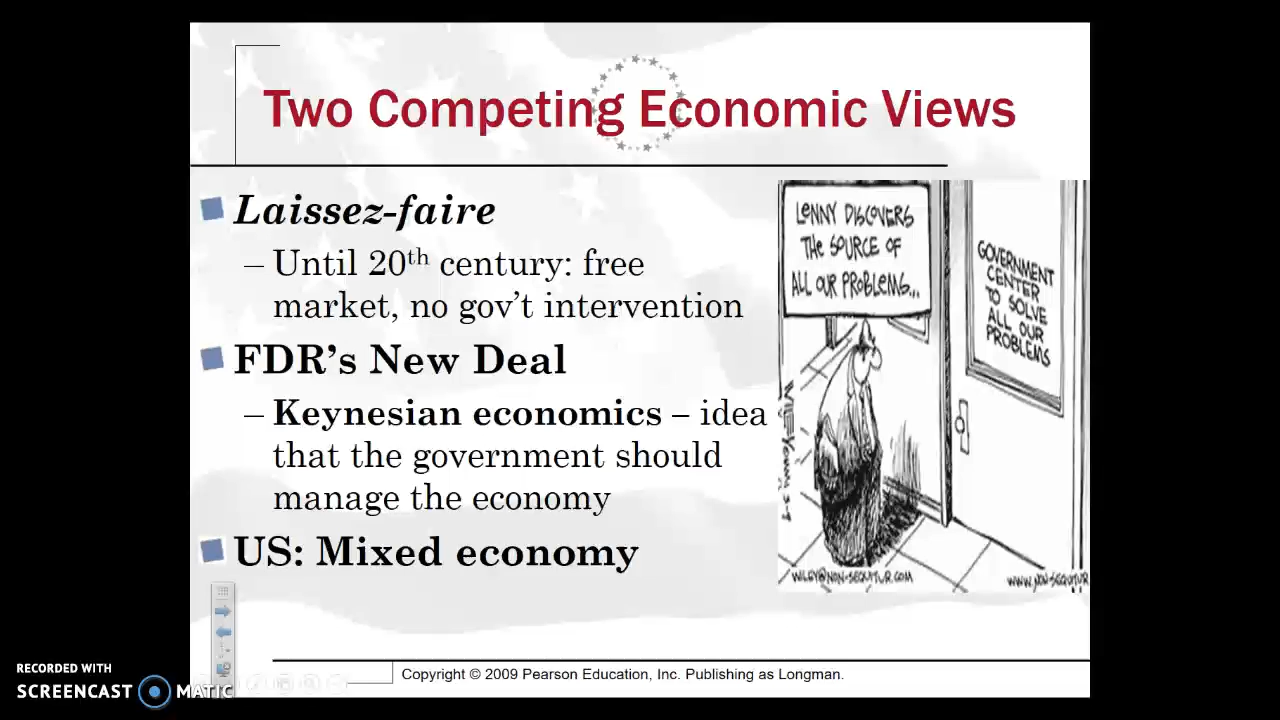 Two Competing Economic Views
Laissez-faire
– Until 20th century: free
market, no gov't intervention
FDR's New Deal
– Keynesian economics – idea
that the government should
manage the economy
US: Mixed economy
LENNY DISCOVERS
THE SOURCE OF
ALL OUR PROBLEMS...
GOVERNMENT
CENTER
TO SOLVE
ALL OUR
PROBLEMS
WILEY@NON-SEQUITUR.COM
WWW.NON-SEQUITUR
Copyright © 2009 Pearson Education, Inc. Publishing as Longman.
RECORDED WITH
SCREENCAST MATIC